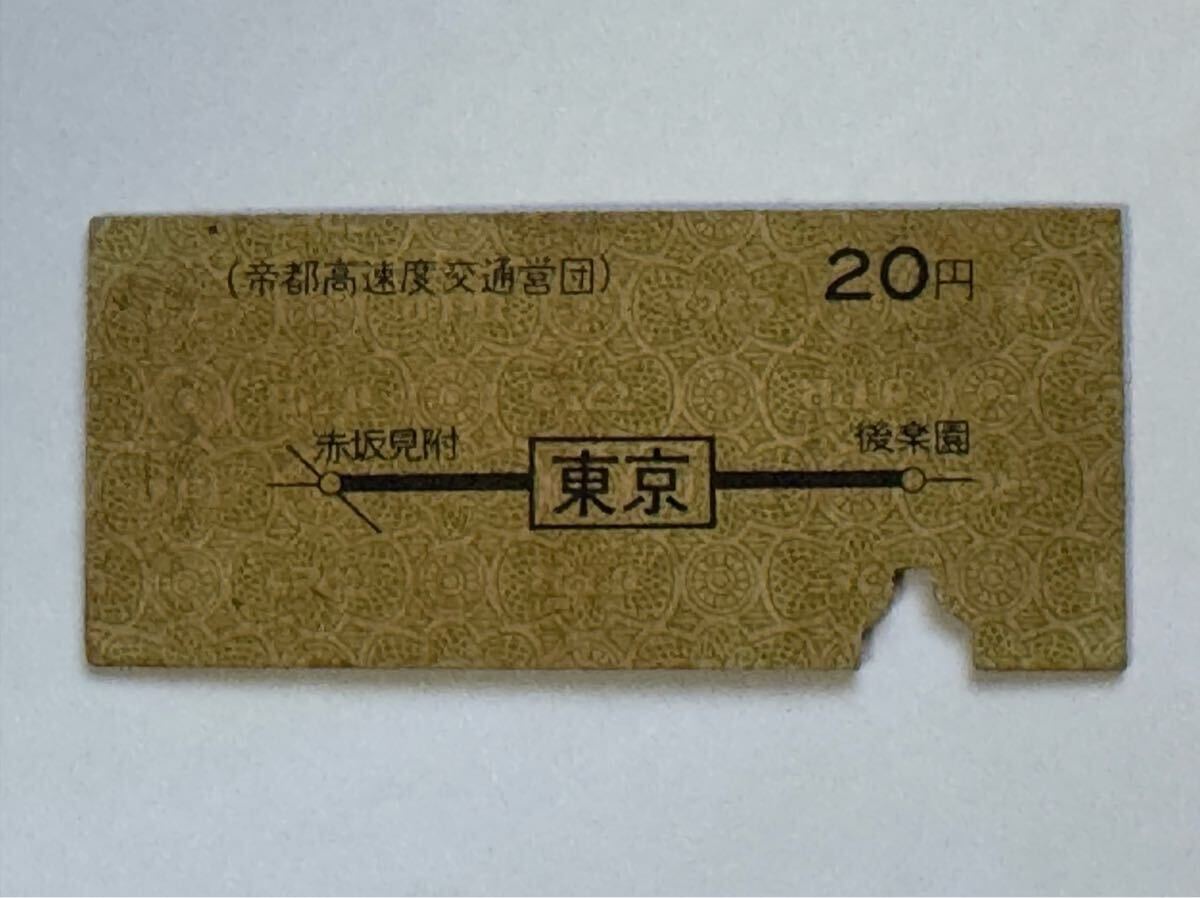 (帝都高速度交通営団) 20円
赤坂見附 東京 後楽園